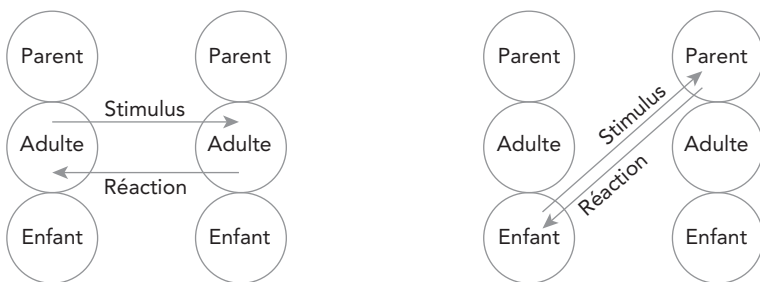 Parent Parent Parent Parent
Stimulus
Adulte Adulte Adulte Adulte
Réaction
Enfant Enfant Enfant Enfant
Stimulus
Réaction